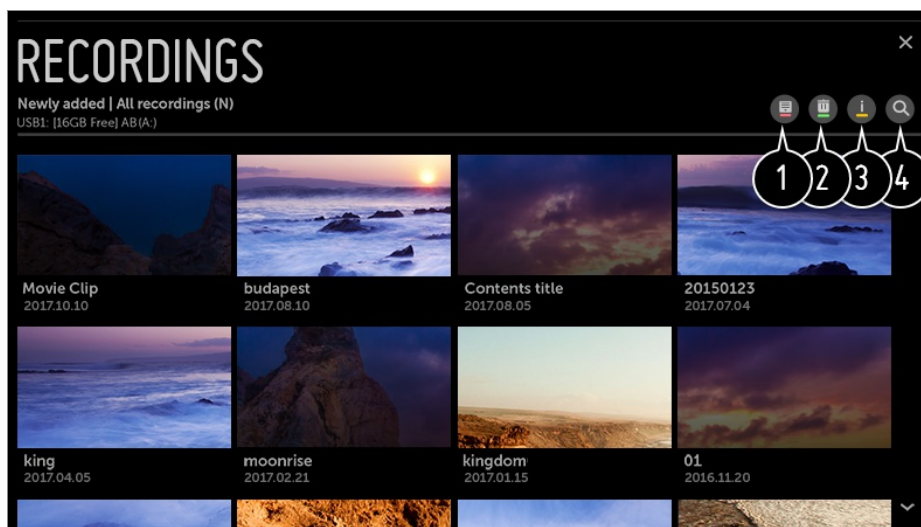 RECORDINGS
Newly added | All recordings (N)
USB1: [16GB Free] AB(A:)
1 2 3 4
Movie Clip
2017.10.10
budapest
2017.08.10
Contents title
2017.08.05
20150123
2017.07.04
king
2017.04.05
moonrise
2017.02.21
kingdom
2017.01.15
01
2016.11.20